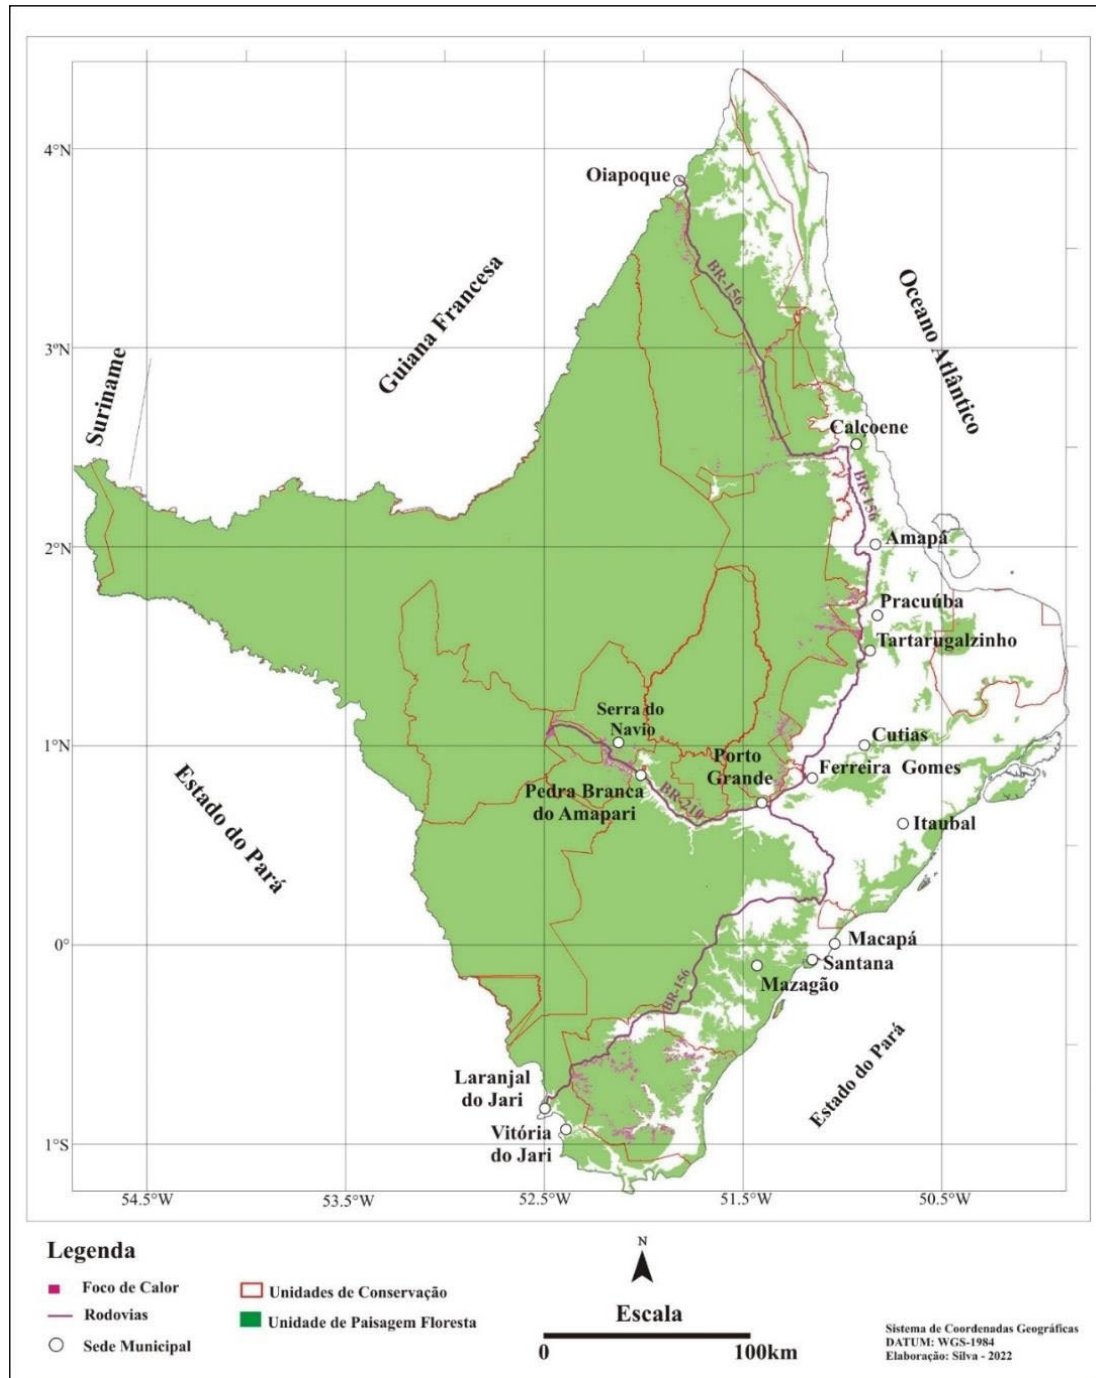 4°N
Oiapoque
BR-156
Guiana Francesa
Oceano Atlântico
3°N
Suriname
Calçoene
BR-156
Amapá
2°N
Pracuúba
Tartarugalzinho
Serra do
Navio
Cutias
1°N
Porto
Grande
Ferreira Gomes
Pedra Branca
do Amapari
BR-210
Estado do Pará
Itaubal
0°
Macapá
Santana
Mazagão
BR-156
Estado do Pará
Laranjal
do Jari
Vitória
do Jari
1°S
54.5°W
53.5°W
52.5°W
51.5°W
50.5°W
Legenda
Foco de Calor
Rodovias
Sede Municipal
Unidades de Conservação
Unidade de Paisagem Floresta
N
Escala
0
100km
Sistema de Coordenadas Geográficas
DATUM: WGS-1984
Elaboração: Silva - 2022